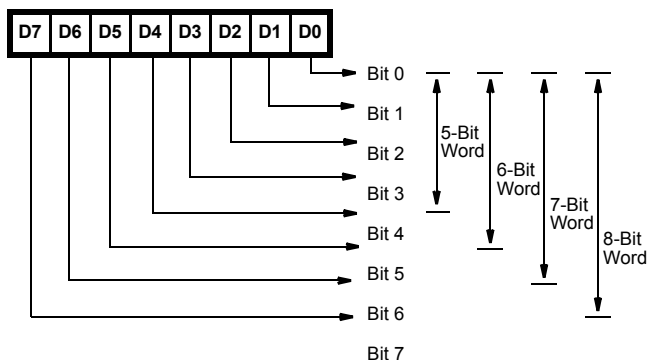 D7 D6 D5 D4 D3 D2 D1 D0
Bit 0
Bit 1
Bit 2
Bit 3
Bit 4
Bit 5
Bit 6
Bit 7
5-Bit
Word
6-Bit
Word
7-Bit
Word
8-Bit
Word